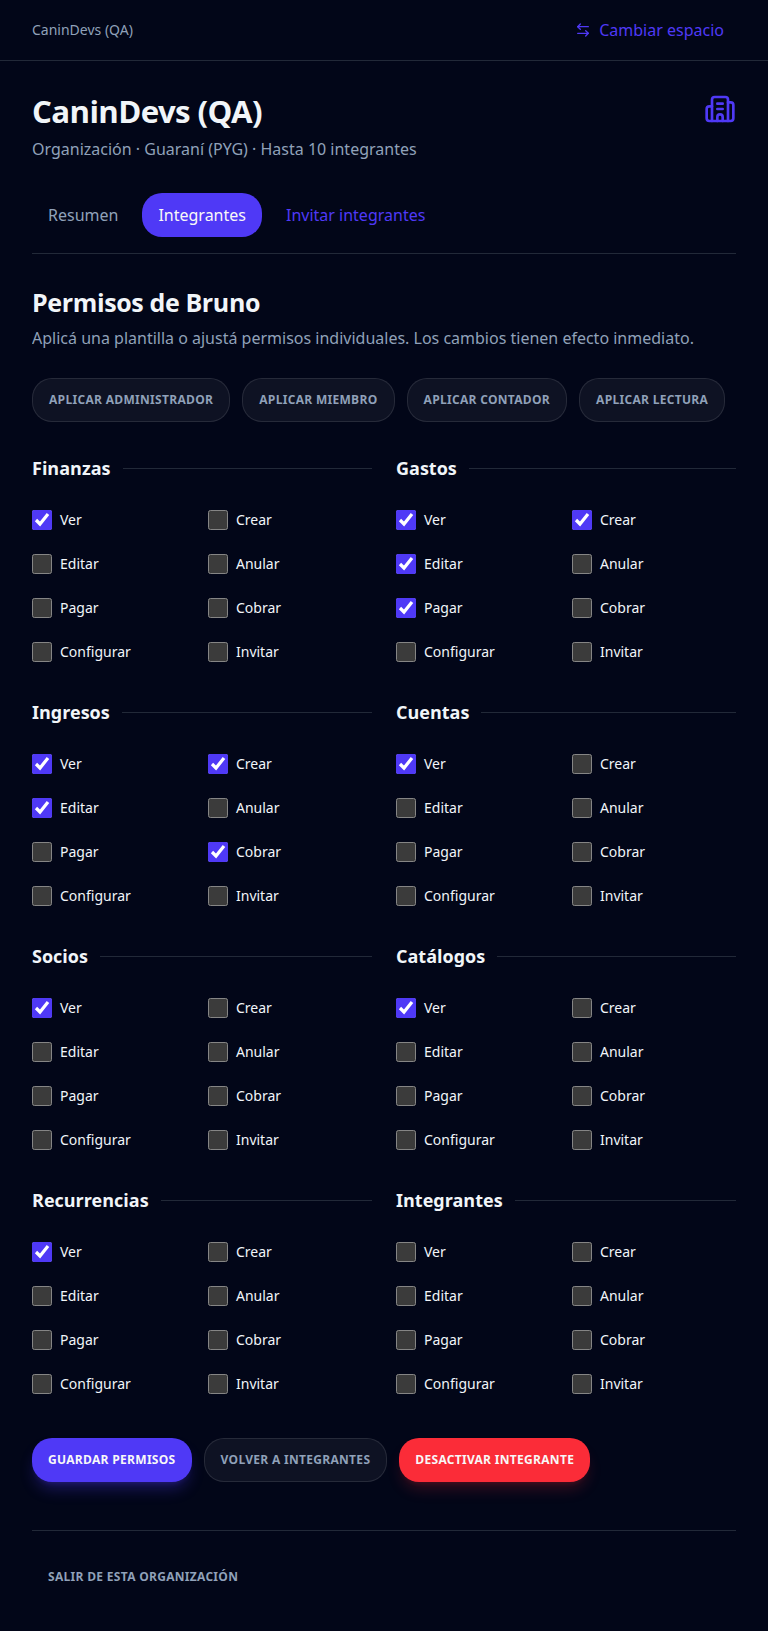 CaninDevs (QA)
Cambiar espacio
CaninDevs (QA)
Organización · Guaraní (PYG) · Hasta 10 integrantes
Resumen Integrantes Invitar integrantes
Permisos de Bruno
Aplicá una plantilla o ajustá permisos individuales. Los cambios tienen efecto inmediato.
APLICAR ADMINISTRADOR APLICAR MIEMBRO APLICAR CONTADOR APLICAR LECTURA
Finanzas
Ver Crear
Editar Anular
Pagar Cobrar
Configurar Invitar
Gastos
Ver Crear
Editar Anular
Pagar Cobrar
Configurar Invitar
Ingresos
Ver Crear
Editar Anular
Pagar Cobrar
Configurar Invitar
Cuentas
Ver Crear
Editar Anular
Pagar Cobrar
Configurar Invitar
Socios
Ver Crear
Editar Anular
Pagar Cobrar
Configurar Invitar
Catálogos
Ver Crear
Editar Anular
Pagar Cobrar
Configurar Invitar
Recurrencias
Ver Crear
Editar Anular
Pagar Cobrar
Configurar Invitar
Integrantes
Ver Crear
Editar Anular
Pagar Cobrar
Configurar Invitar
GUARDAR PERMISOS VOLVER A INTEGRANTES DESACTIVAR INTEGRANTE
SALIR DE ESTA ORGANIZACIÓN